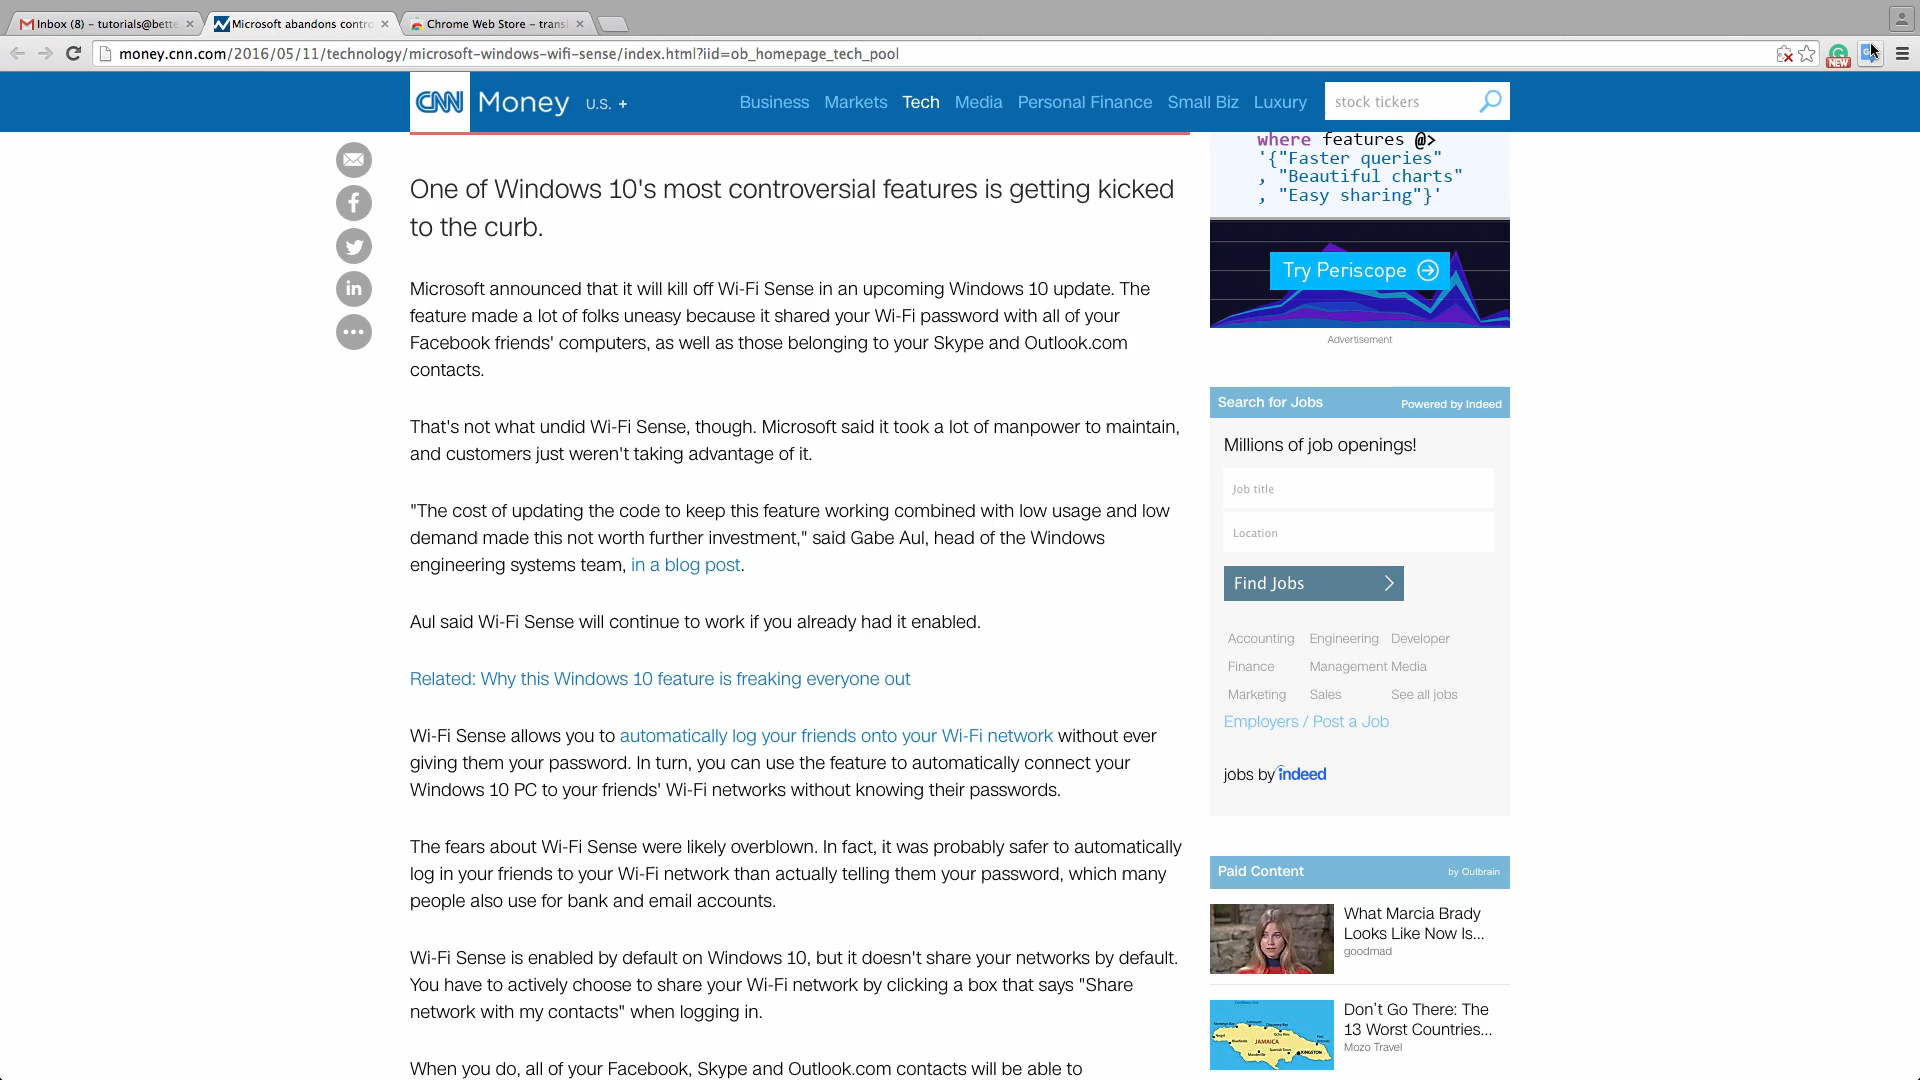 Inbox (8) - tutorials@bette
Microsoft abandons contro
Chrome Web Store - trans
money.cnn.com/2016/05/11/technology/microsoft-windows-wifi-sense/index.html?iid=ob_homepage_tech_pool
NEW
CNN Money U.S. +
Business Markets Tech Media Personal Finance Small Biz Luxury
stock tickers
One of Windows 10's most controversial features is getting kicked
to the curb.
Microsoft announced that it will kill off Wi-Fi Sense in an upcoming Windows 10 update. The
feature made a lot of folks uneasy because it shared your Wi-Fi password with all of your
Facebook friends' computers, as well as those belonging to your Skype and Outlook.com
contacts.
That's not what undid Wi-Fi Sense, though. Microsoft said it took a lot of manpower to maintain,
and customers just weren't taking advantage of it.
"The cost of updating the code to keep this feature working combined with low usage and low
demand made this not worth further investment," said Gabe Aul, head of the Windows
engineering systems team, in a blog post.
Aul said Wi-Fi Sense will continue to work if you already had it enabled.
Related: Why this Windows 10 feature is freaking everyone out
Wi-Fi Sense allows you to automatically log your friends onto your Wi-Fi network without ever
giving them your password. In turn, you can use the feature to automatically connect your
Windows 10 PC to your friends' Wi-Fi networks without knowing their passwords.
The fears about Wi-Fi Sense were likely overblown. In fact, it was probably safer to automatically
log in your friends to your Wi-Fi network than actually telling them your password, which many
people also use for bank and email accounts.
Wi-Fi Sense is enabled by default on Windows 10, but it doesn't share your networks by default.
You have to actively choose to share your Wi-Fi network by clicking a box that says "Share
network with my contacts" when logging in.
When you do, all of your Facebook, Skype and Outlook.com contacts will be able to
where features @>
'{"Faster queries"
, "Beautiful charts"
, "Easy sharing"}'
Try Periscope
Advertisement
Search for Jobs Powered by Indeed
Millions of job openings!
Job title
Location
Find Jobs
Accounting Engineering Developer
Finance Management Media
Marketing Sales See all jobs
Employers / Post a Job
jobs by indeed
Paid Content by Outbrain
What Marcia Brady
Looks Like Now Is...
goodmad
Don't Go There: The
13 Worst Countries...
Mozo Travel
JAMAICA
KINGSTON